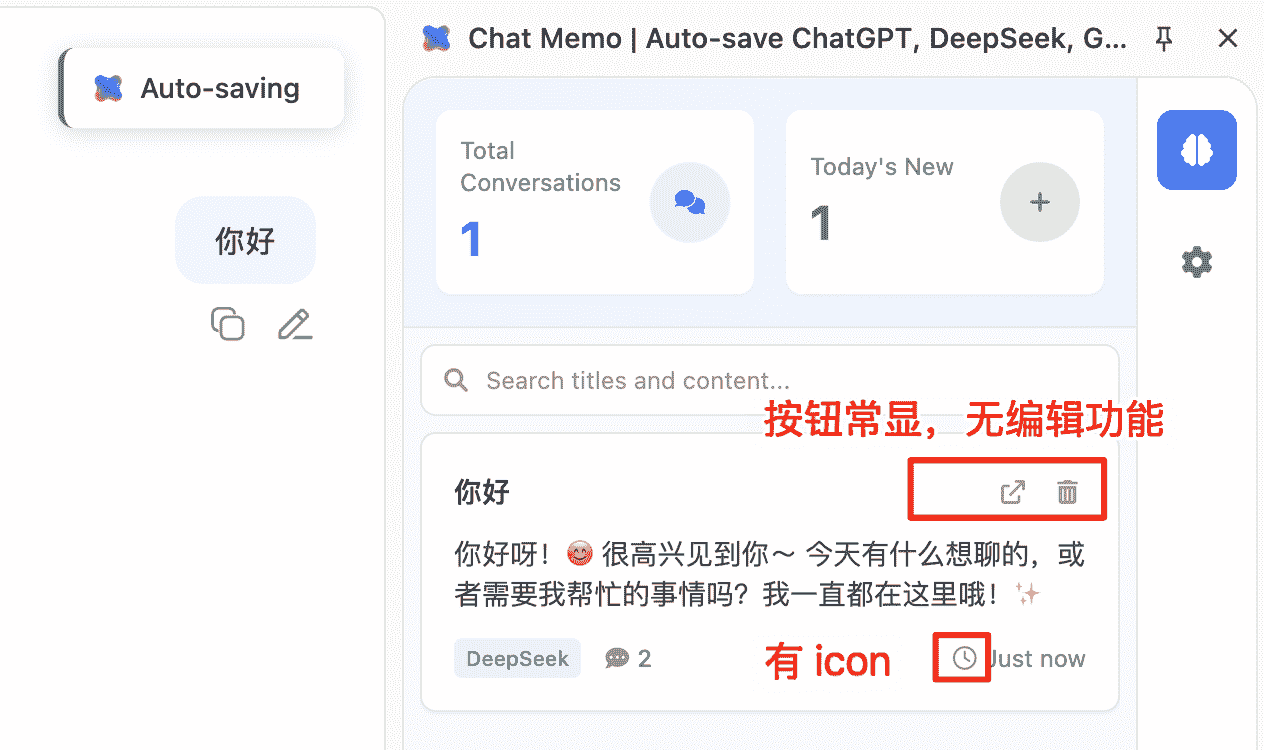 Chat Memo | Auto-save ChatGPT, DeepSeek, G...
Auto-saving
你好
Total
Conversations
1
Today's New
1
Search titles and content...
按钮常显，无编辑功能
你好
你好呀！😊 很高兴见到你～ 今天有什么想聊的，或
者需要我帮忙的事情吗？我一直都在这里哦！✨
DeepSeek
2
有 icon
Just now